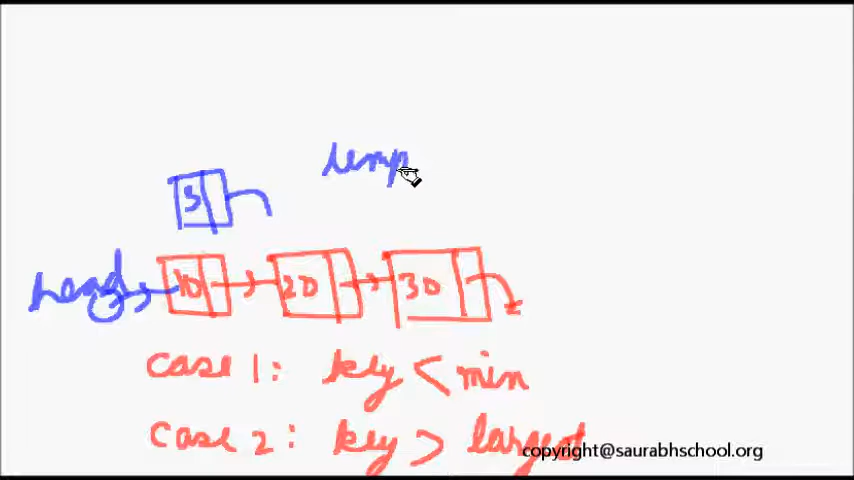 temp
5
head 10 20 30
case 1: key < min
case 2: key > largest
copyright@saurabhschool.org